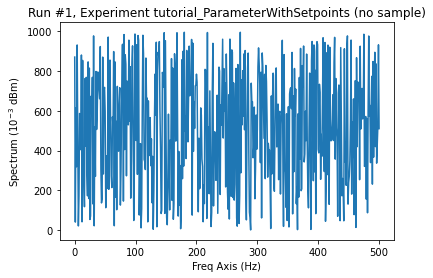 Run #1, Experiment tutorial_ParameterWithSetpoints (no sample)
1000
800
600
400
200
0
Spectrum (10⁻³ dBm)
0 100 200 300 400 500
Freq Axis (Hz)